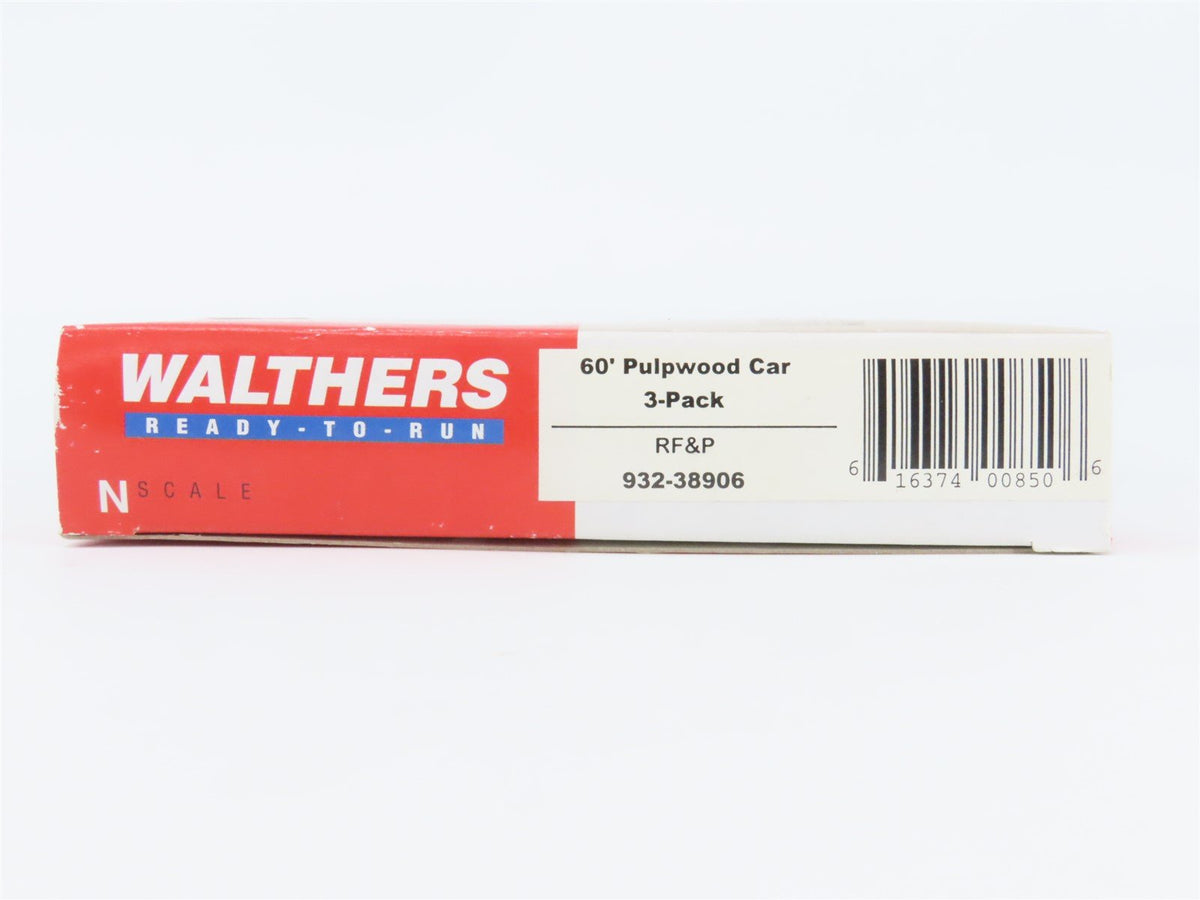 WALTHERS
READY-TO-RUN
N SCALE
60' Pulpwood Car
3-Pack
RF&P
932-38906
6 16374 00850 6